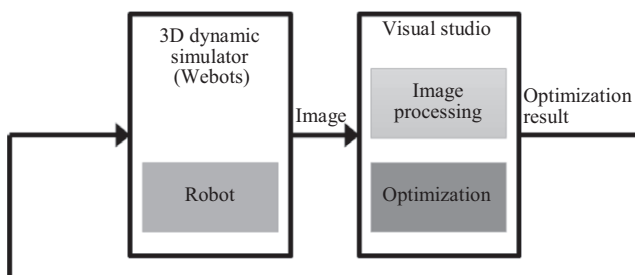 3D dynamic
simulator
(Webots)
Robot
Image
Visual studio
Image
processing
Optimization
Optimization
result